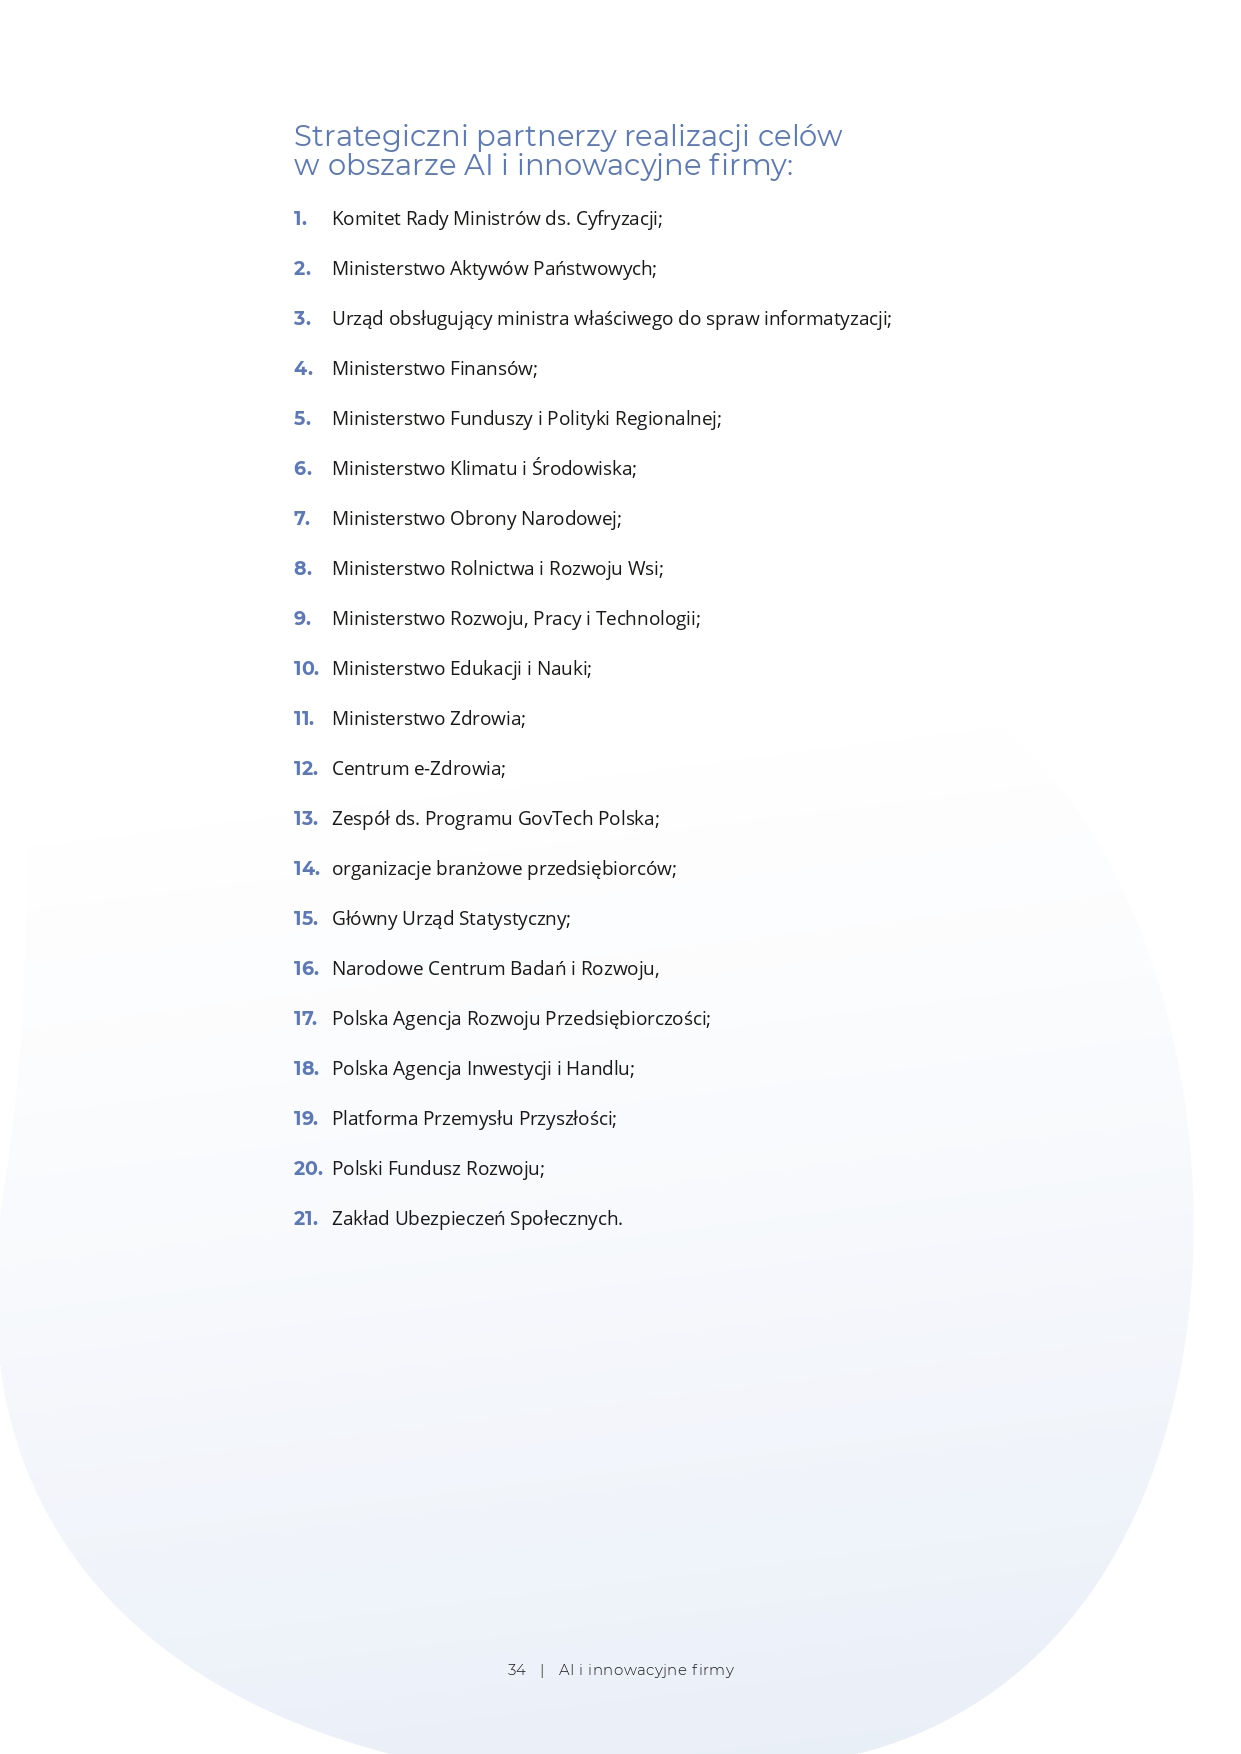 Strategiczni partnerzy realizacji celów
w obszarze AI i innowacyjne firmy:
1. Komitet Rady Ministrów ds. Cyfryzacji;
2. Ministerstwo Aktywów Państwowych;
3. Urząd obsługujący ministra właściwego do spraw informatyzacji;
4. Ministerstwo Finansów;
5. Ministerstwo Funduszy i Polityki Regionalnej;
6. Ministerstwo Klimatu i Środowiska;
7. Ministerstwo Obrony Narodowej;
8. Ministerstwo Rolnictwa i Rozwoju Wsi;
9. Ministerstwo Rozwoju, Pracy i Technologii;
10. Ministerstwo Edukacji i Nauki;
11. Ministerstwo Zdrowia;
12. Centrum e-Zdrowia;
13. Zespół ds. Programu GovTech Polska;
14. organizacje branżowe przedsiębiorców;
15. Główny Urząd Statystyczny;
16. Narodowe Centrum Badań i Rozwoju,
17. Polska Agencja Rozwoju Przedsiębiorczości;
18. Polska Agencja Inwestycji i Handlu;
19. Platforma Przemysłu Przyszłości;
20. Polski Fundusz Rozwoju;
21. Zakład Ubezpieczeń Społecznych.
34 | AI i innowacyjne firmy